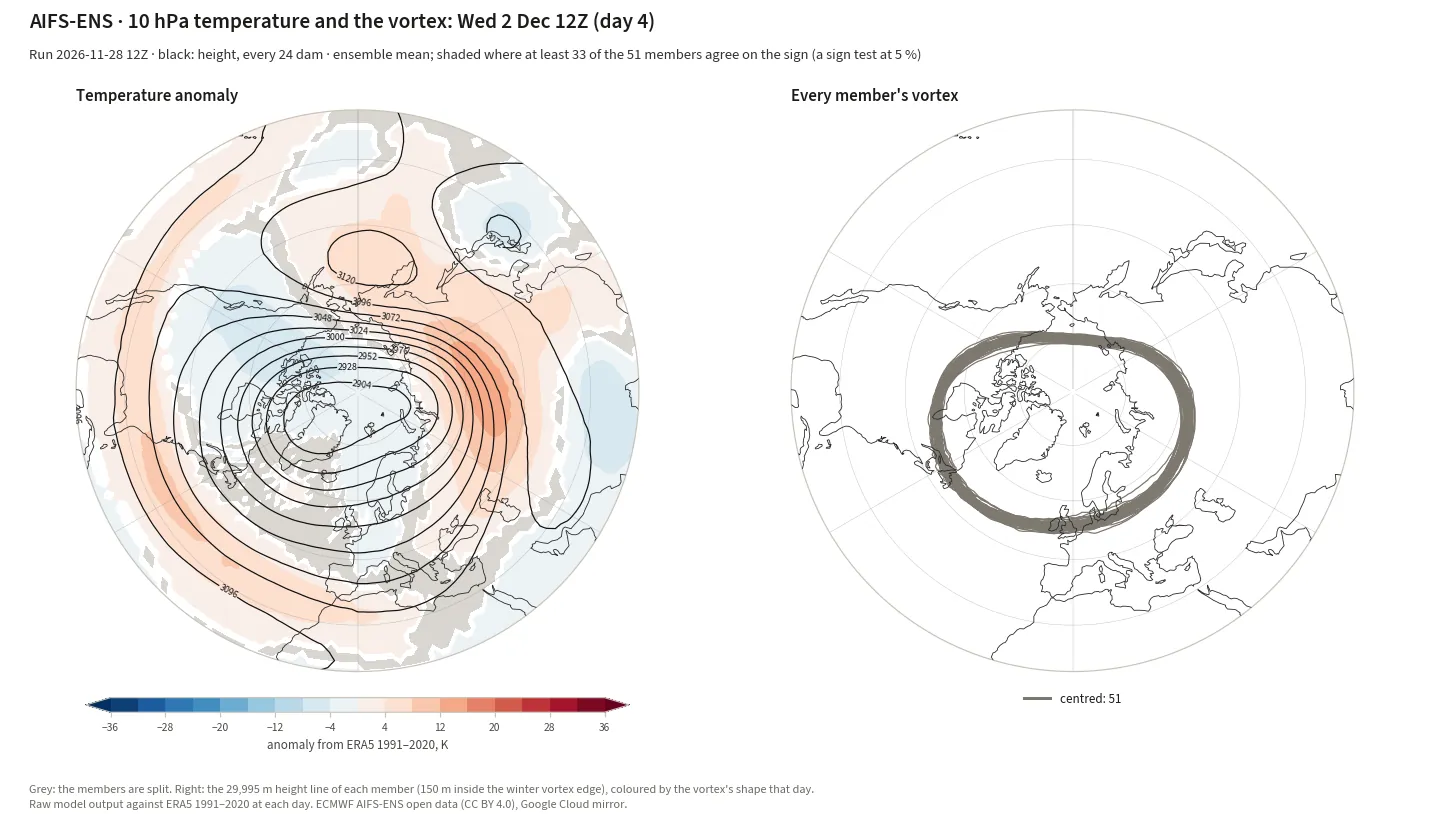 AIFS-ENS · 10 hPa temperature and the vortex: Wed 2 Dec 12Z (day 4)
Run 2026-11-28 12Z · black: height, every 24 dam · ensemble mean; shaded where at least 33 of the 51 members agree on the sign (a sign test at 5 %)
Temperature anomaly
Every member's vortex
3120
3096
3048
3072
3024
3000
2952
2928
2904
3096
−36 −28 −20 −12 −4 4 12 20 28 36
anomaly from ERA5 1991–2020, K
centred: 51
Grey: the members are split. Right: the 29,995 m height line of each member (150 m inside the winter vortex edge), coloured by the vortex's shape that day.
Raw model output against ERA5 1991–2020 at each day. ECMWF AIFS-ENS open data (CC BY 4.0), Google Cloud mirror.